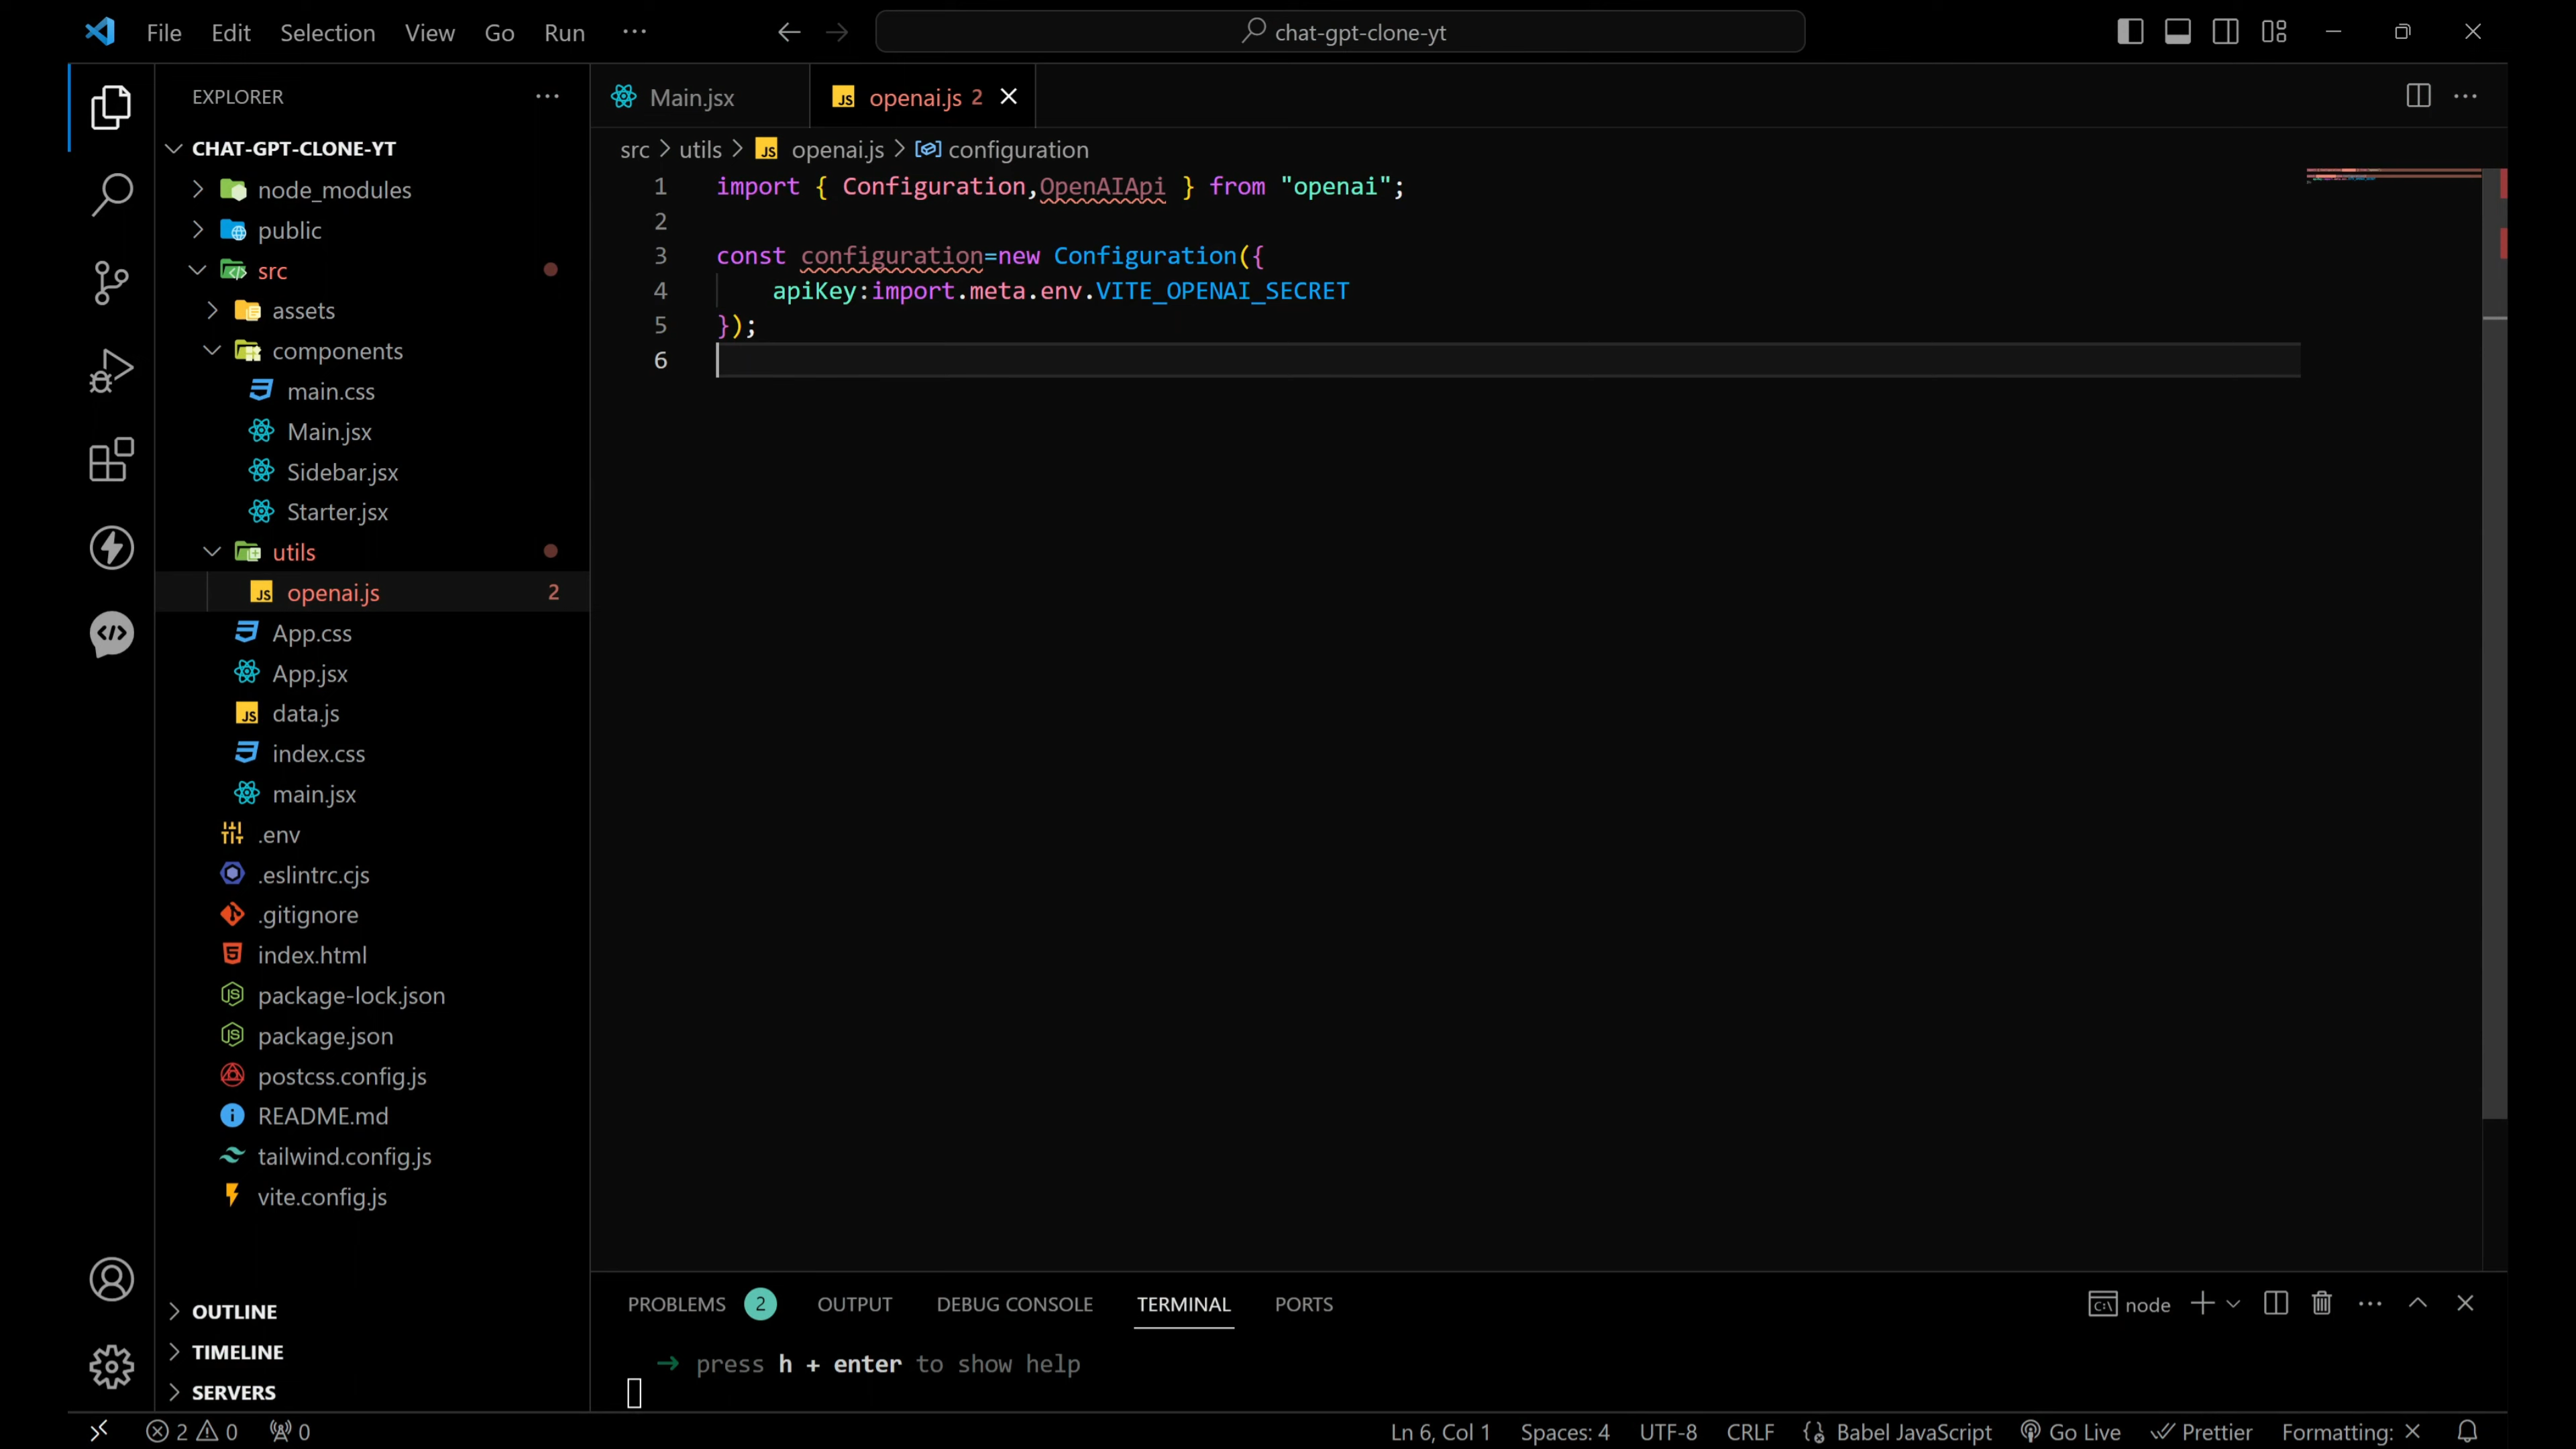 File Edit Selection View Go Run ···
chat-gpt-clone-yt
EXPLORER ···
CHAT-GPT-CLONE-YT
node_modules
public
src
assets
components
main.css
Main.jsx
Sidebar.jsx
Starter.jsx
utils
openai.js 2
App.css
App.jsx
data.js
index.css
main.jsx
.env
.eslintrc.cjs
.gitignore
index.html
package-lock.json
package.json
postcss.config.js
README.md
tailwind.config.js
vite.config.js
OUTLINE
TIMELINE
SERVERS
Main.jsx
JS openai.js 2
src > utils > JS openai.js > configuration
1 import { Configuration,OpenAIApi } from "openai";
2
3 const configuration=new Configuration({
4 apiKey:import.meta.env.VITE_OPENAI_SECRET
5 });
6
PROBLEMS 2 OUTPUT DEBUG CONSOLE TERMINAL PORTS
node
→ press h + enter to show help
2 0 0
Ln 6, Col 1 Spaces: 4 UTF-8 CRLF Babel JavaScript Go Live Prettier Formatting: ×